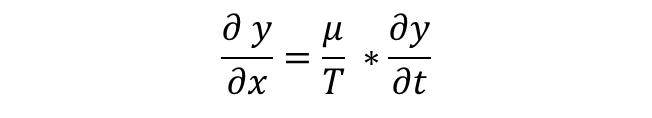 ∂ y/∂x = μ/T * ∂y/∂t